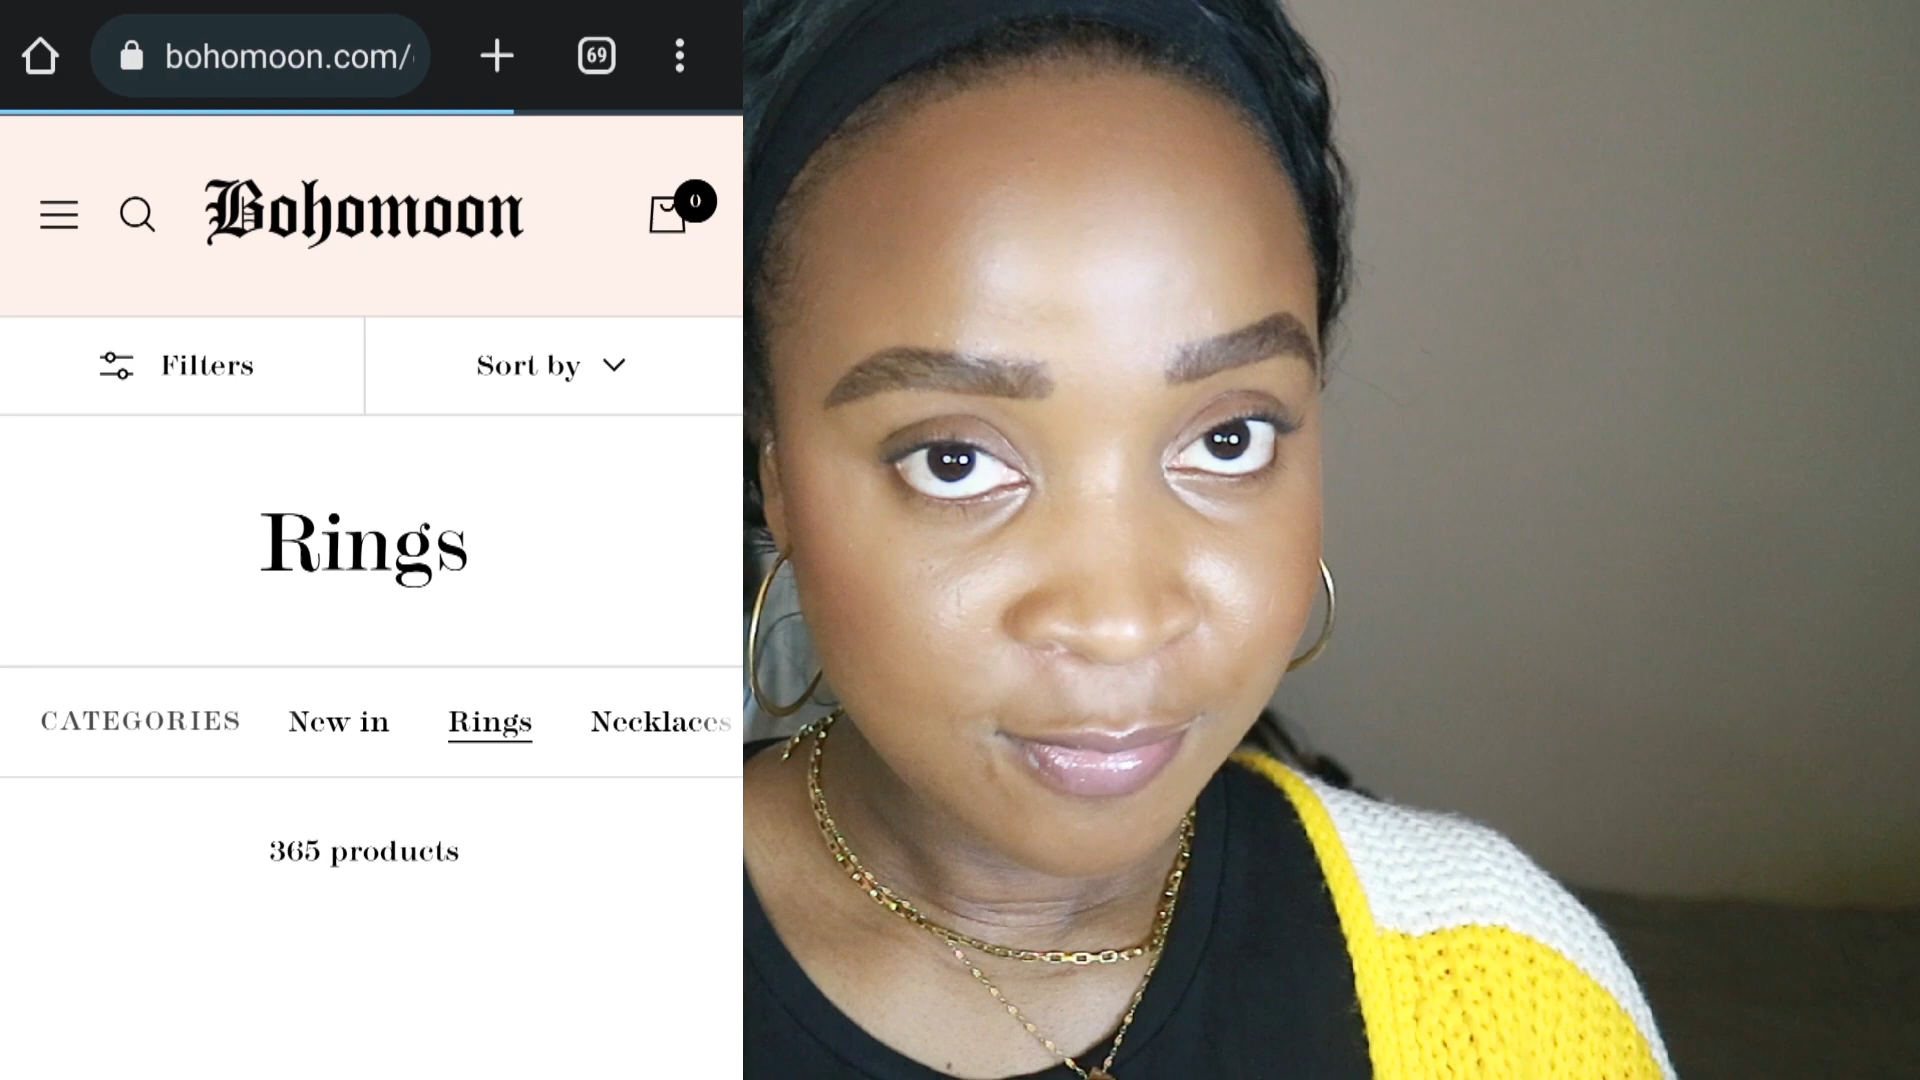 bohomoon.com/
69
Bohomoon
0
Filters
Sort by
Rings
CATEGORIES New in Rings Necklaces
365 products